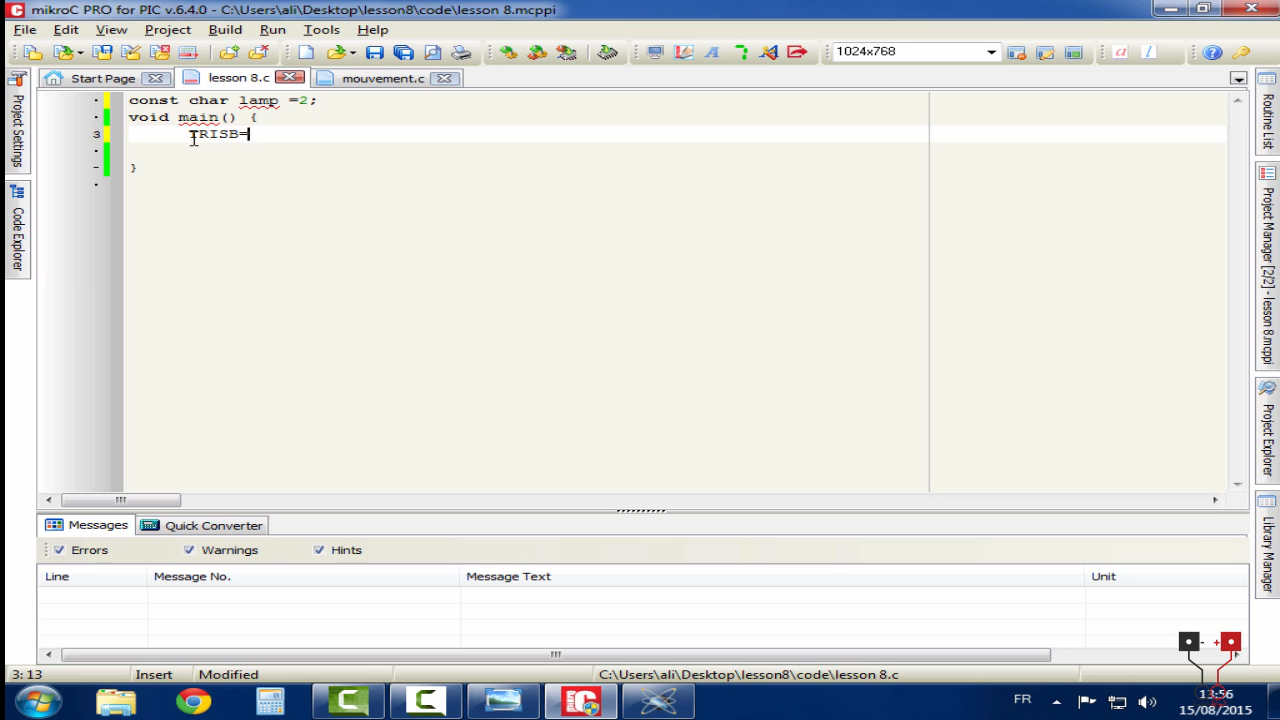 mikroC PRO for PIC v.6.4.0 - C:\Users\ali\Desktop\lesson8\code\lesson 8.mcppi
File Edit View Project Build Run Tools Help
1024x768
Start Page lesson 8.c mouvement.c
Project Settings
Code Explorer
const char lamp =2;
void main() {
3 TRISB=
}
Routine List
Project Manager [2/2] - lesson 8.mcppi
Project Explorer
Library Manager
Messages Quick Converter
Errors Warnings Hints
Line Message No. Message Text Unit
- +
3: 13 Insert Modified C:\Users\ali\Desktop\lesson8\code\lesson 8.c
FR 13:56
15/08/2015